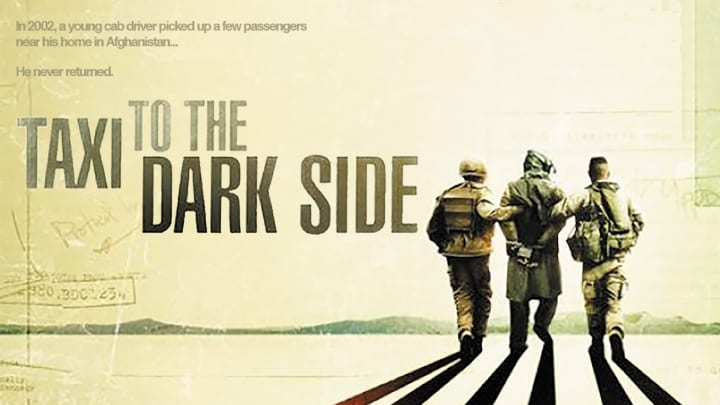 In 2002, a young cab driver picked up a few passengers
near his home in Afghanistan...
He never returned.
TAXI TO THE
DARK SIDE